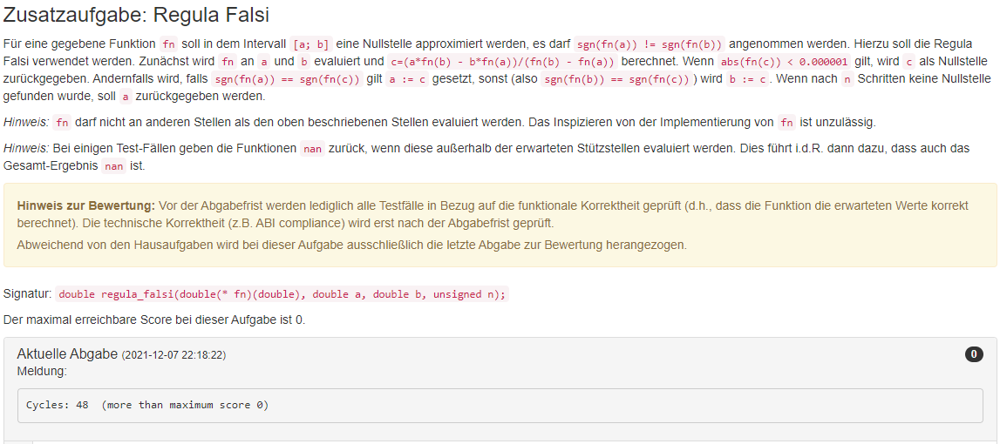 Zusatzaufgabe: Regula Falsi
Für eine gegebene Funktion fn soll in dem Intervall [a; b] eine Nullstelle approximiert werden, es darf sgn(fn(a)) != sgn(fn(b)) angenommen werden. Hierzu soll die Regula
Falsi verwendet werden. Zunächst wird fn an a und b evaluiert und c=(a*fn(b) - b*fn(a))/(fn(b) - fn(a)) berechnet. Wenn abs(fn(c)) < 0.000001 gilt, wird c als Nullstelle
zurückgegeben. Andernfalls wird, falls sgn(fn(a)) == sgn(fn(c)) gilt a := c gesetzt, sonst (also sgn(fn(b)) == sgn(fn(c)) ) wird b := c . Wenn nach n Schritten keine Nullstelle
gefunden wurde, soll a zurückgegeben werden.
Hinweis: fn darf nicht an anderen Stellen als den oben beschriebenen Stellen evaluiert werden. Das Inspizieren von der Implementierung von fn ist unzulässig.
Hinweis: Bei einigen Test-Fällen geben die Funktionen nan zurück, wenn diese außerhalb der erwarteten Stützstellen evaluiert werden. Dies führt i.d.R. dann dazu, dass auch das
Gesamt-Ergebnis nan ist.
Hinweis zur Bewertung: Vor der Abgabefrist werden lediglich alle Testfälle in Bezug auf die funktionale Korrektheit geprüft (d.h., dass die Funktion die erwarteten Werte korrekt
berechnet). Die technische Korrektheit (z.B. ABI compliance) wird erst nach der Abgabefrist geprüft.
Abweichend von den Hausaufgaben wird bei dieser Aufgabe ausschließlich die letzte Abgabe zur Bewertung herangezogen.
Signatur: double regula_falsi(double(* fn)(double), double a, double b, unsigned n);
Der maximal erreichbare Score bei dieser Aufgabe ist 0.
Aktuelle Abgabe (2021-12-07 22:18:22) 0
Meldung:
Cycles: 48 (more than maximum score 0)